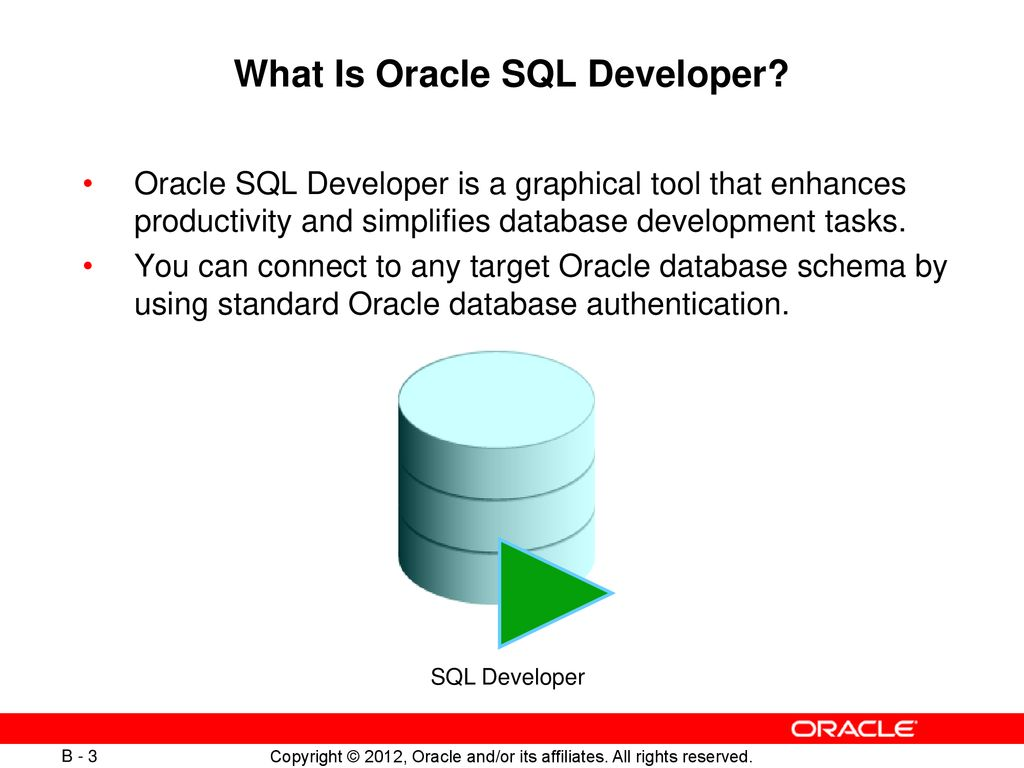 What Is Oracle SQL Developer?
• Oracle SQL Developer is a graphical tool that enhances
productivity and simplifies database development tasks.
• You can connect to any target Oracle database schema by
using standard Oracle database authentication.
SQL Developer
ORACLE®
B - 3
Copyright © 2012, Oracle and/or its affiliates. All rights reserved.